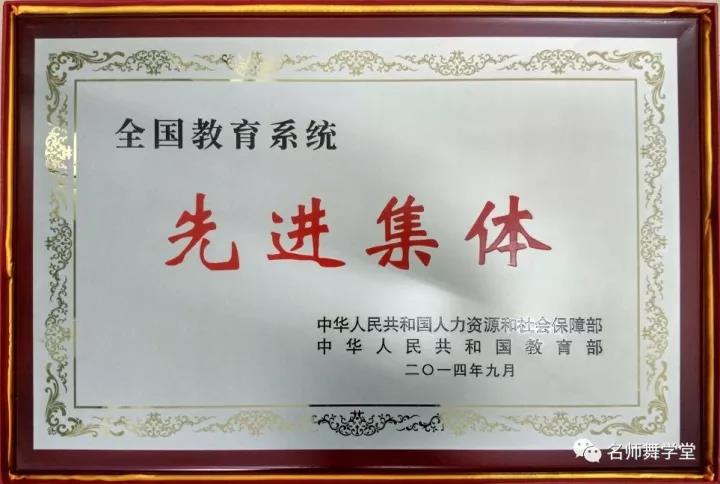 全国教育系统
先进集体
中华人民共和国人力资源和社会保障部
中华人民共和国教育部
二〇一四年九月
名师舞学堂